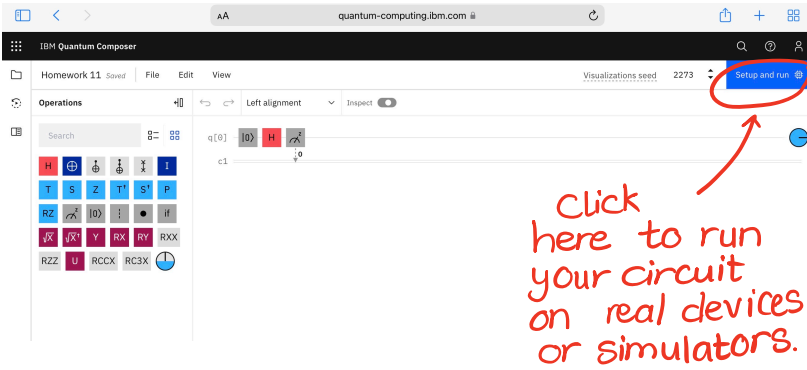 AA
quantum-computing.ibm.com
IBM Quantum Composer
Homework 11 Saved File Edit View
Visualizations seed 2273
Setup and run
Operations
Left alignment
Inspect
Search
q[0] |0⟩ H z
0
c1
H I
T S Z T† S† P
RZ z |0⟩ if
√X √X† Y RX RY RXX
RZZ U RCCX RC3X
Click
here to run
your circuit
on real devices
or simulators.